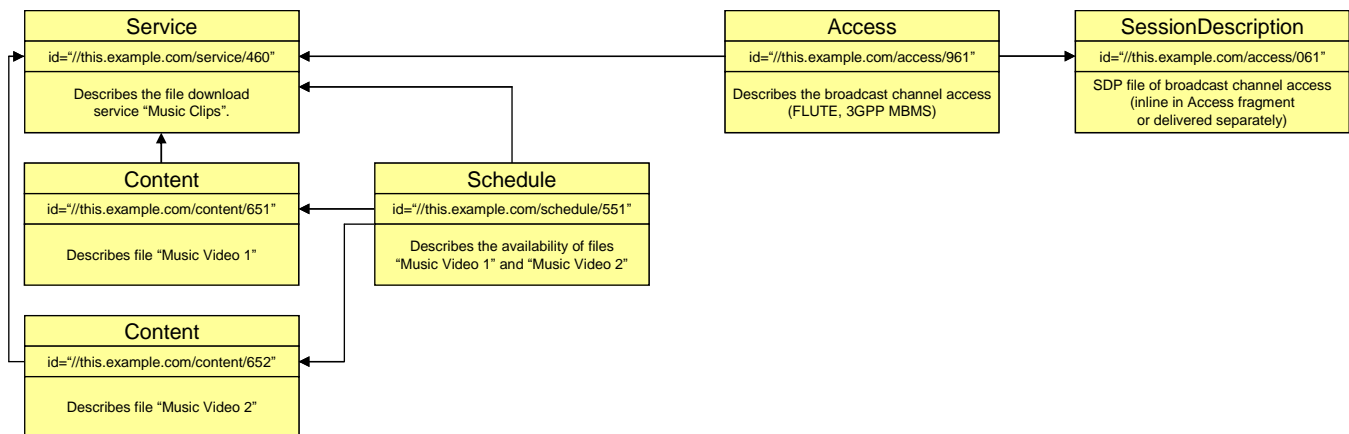 Service
id=“//this.example.com/service/460”
Describes the file download
service “Music Clips”.
Access
id=“//this.example.com/access/961”
Describes the broadcast channel access
(FLUTE, 3GPP MBMS)
SessionDescription
id=“//this.example.com/access/061”
SDP file of broadcast channel access
(inline in Access fragment
or delivered separately)
Content
id=“//this.example.com/content/651”
Describes file “Music Video 1”
Schedule
id=“//this.example.com/schedule/551”
Describes the availability of files
“Music Video 1” and “Music Video 2”
Content
id=“//this.example.com/content/652”
Describes file “Music Video 2”